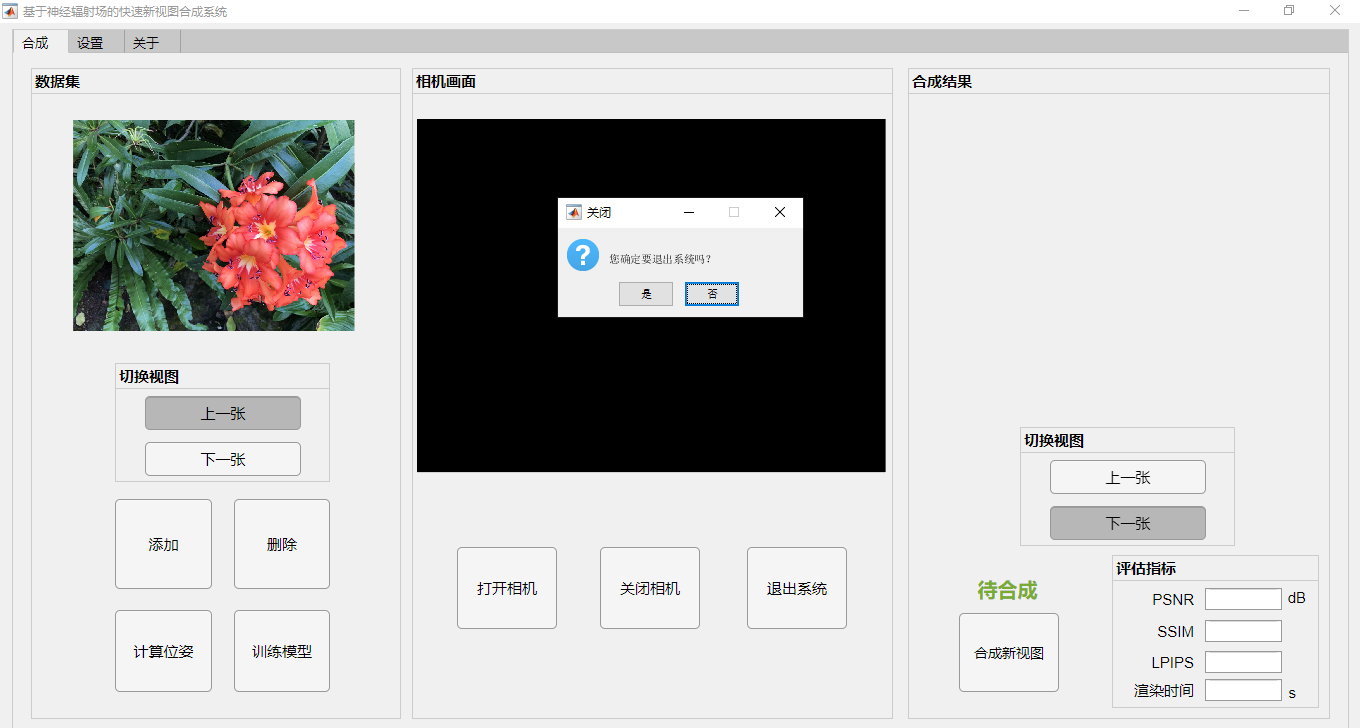 基于神经辐射场的快速新视图合成系统
合成 设置 关于
数据集
切换视图
上一张
下一张
添加 删除
计算位姿 训练模型
相机画面
关闭
您确定要退出系统吗？
是 否
打开相机 关闭相机 退出系统
合成结果
切换视图
上一张
下一张
待合成
合成新视图
评估指标
PSNR dB
SSIM
LPIPS
渲染时间 s